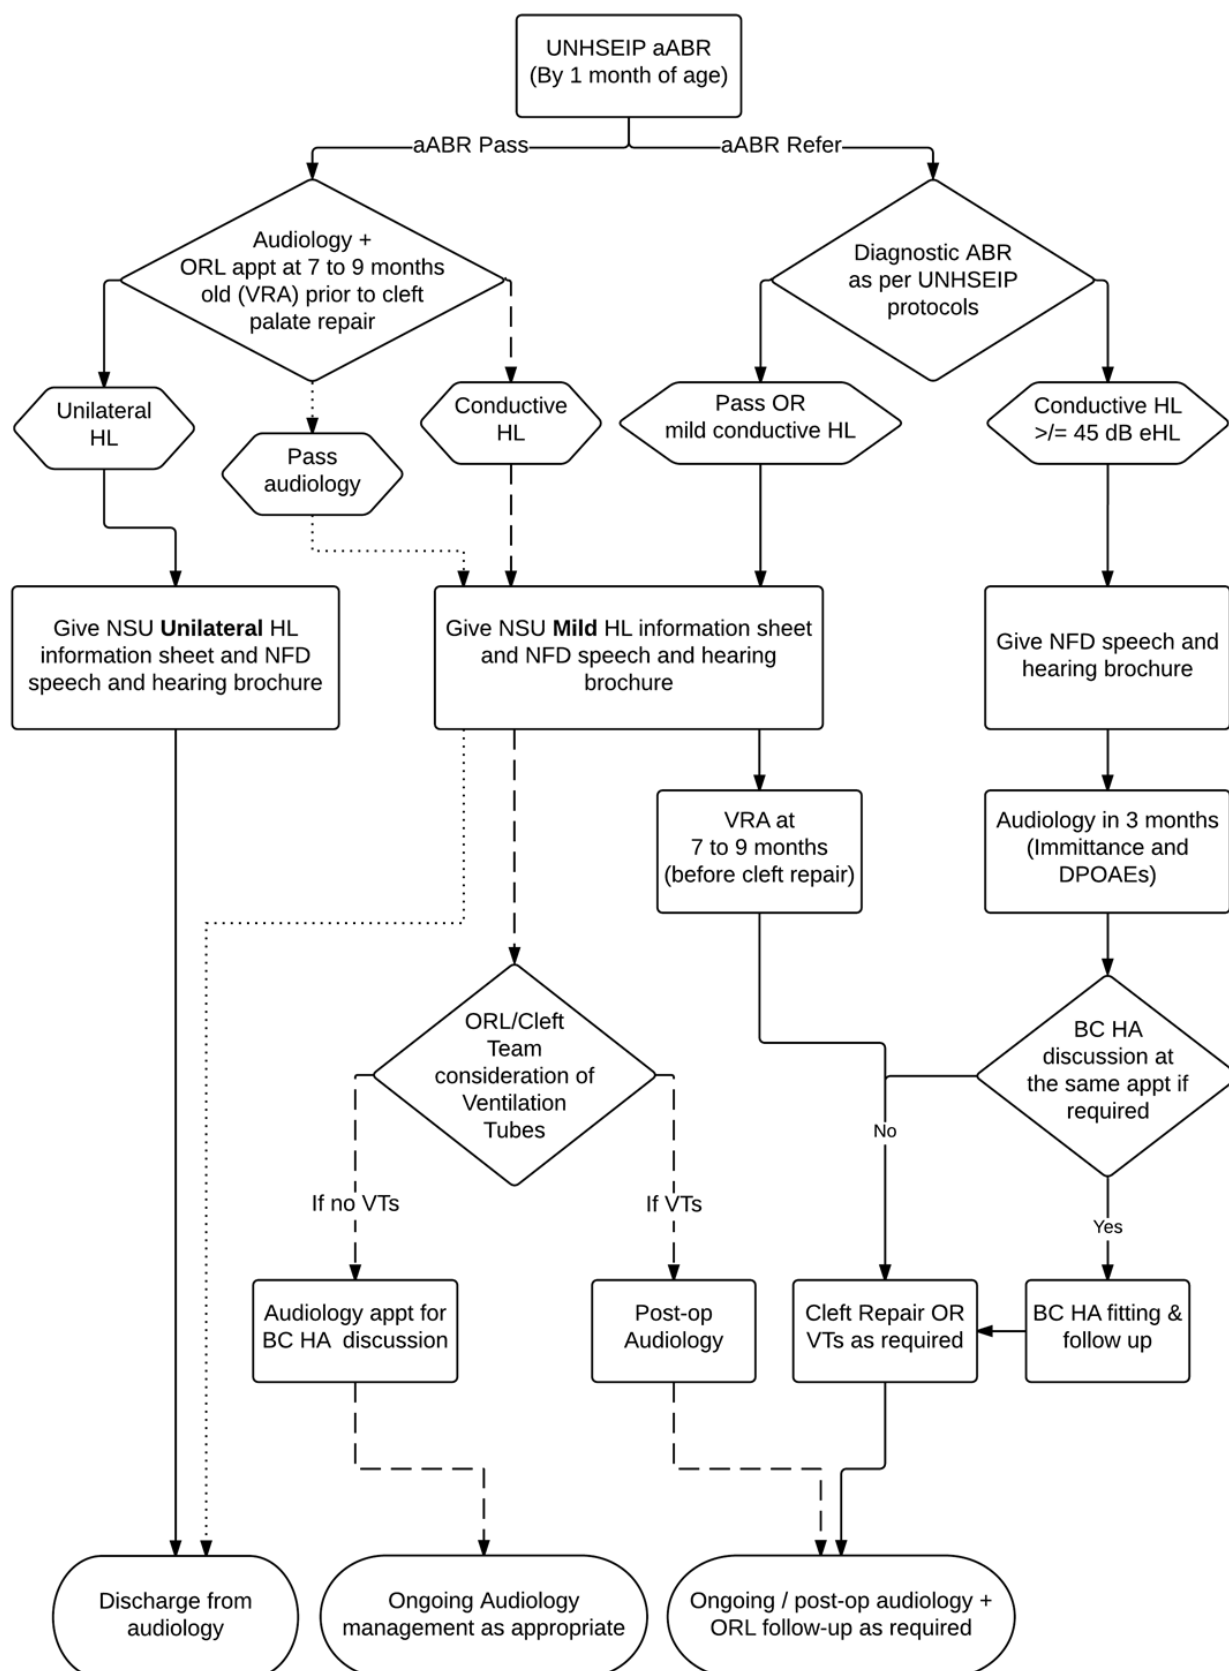 UNHSEIP aABR
(By 1 month of age)
aABR Pass
aABR Refer
Audiology +
ORL appt at 7 to 9 months
old (VRA) prior to cleft
palate repair
Diagnostic ABR
as per UNHSEIP
protocols
Unilateral
HL
Pass
audiology
Conductive
HL
Pass OR
mild conductive HL
Conductive HL
>/= 45 dB eHL
Give NSU Unilateral HL
information sheet and NFD
speech and hearing brochure
Give NSU Mild HL information sheet
and NFD speech and hearing
brochure
Give NFD speech and
hearing brochure
VRA at
7 to 9 months
(before cleft repair)
Audiology in 3 months
(Immittance and
DPOAEs)
ORL/Cleft
Team
consideration of
Ventilation
Tubes
BC HA
discussion at
the same appt if
required
No
If no VTs
If VTs
Yes
Audiology appt for
BC HA discussion
Post-op
Audiology
Cleft Repair OR
VTs as required
BC HA fitting &
follow up
Discharge from
audiology
Ongoing Audiology
management as appropriate
Ongoing / post-op audiology +
ORL follow-up as required